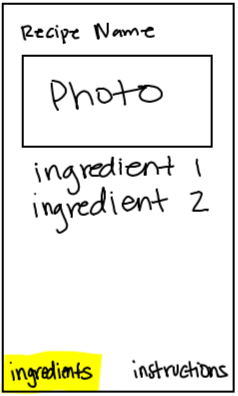 Recipe Name
Photo
ingredient 1
ingredient 2
ingredients instructions